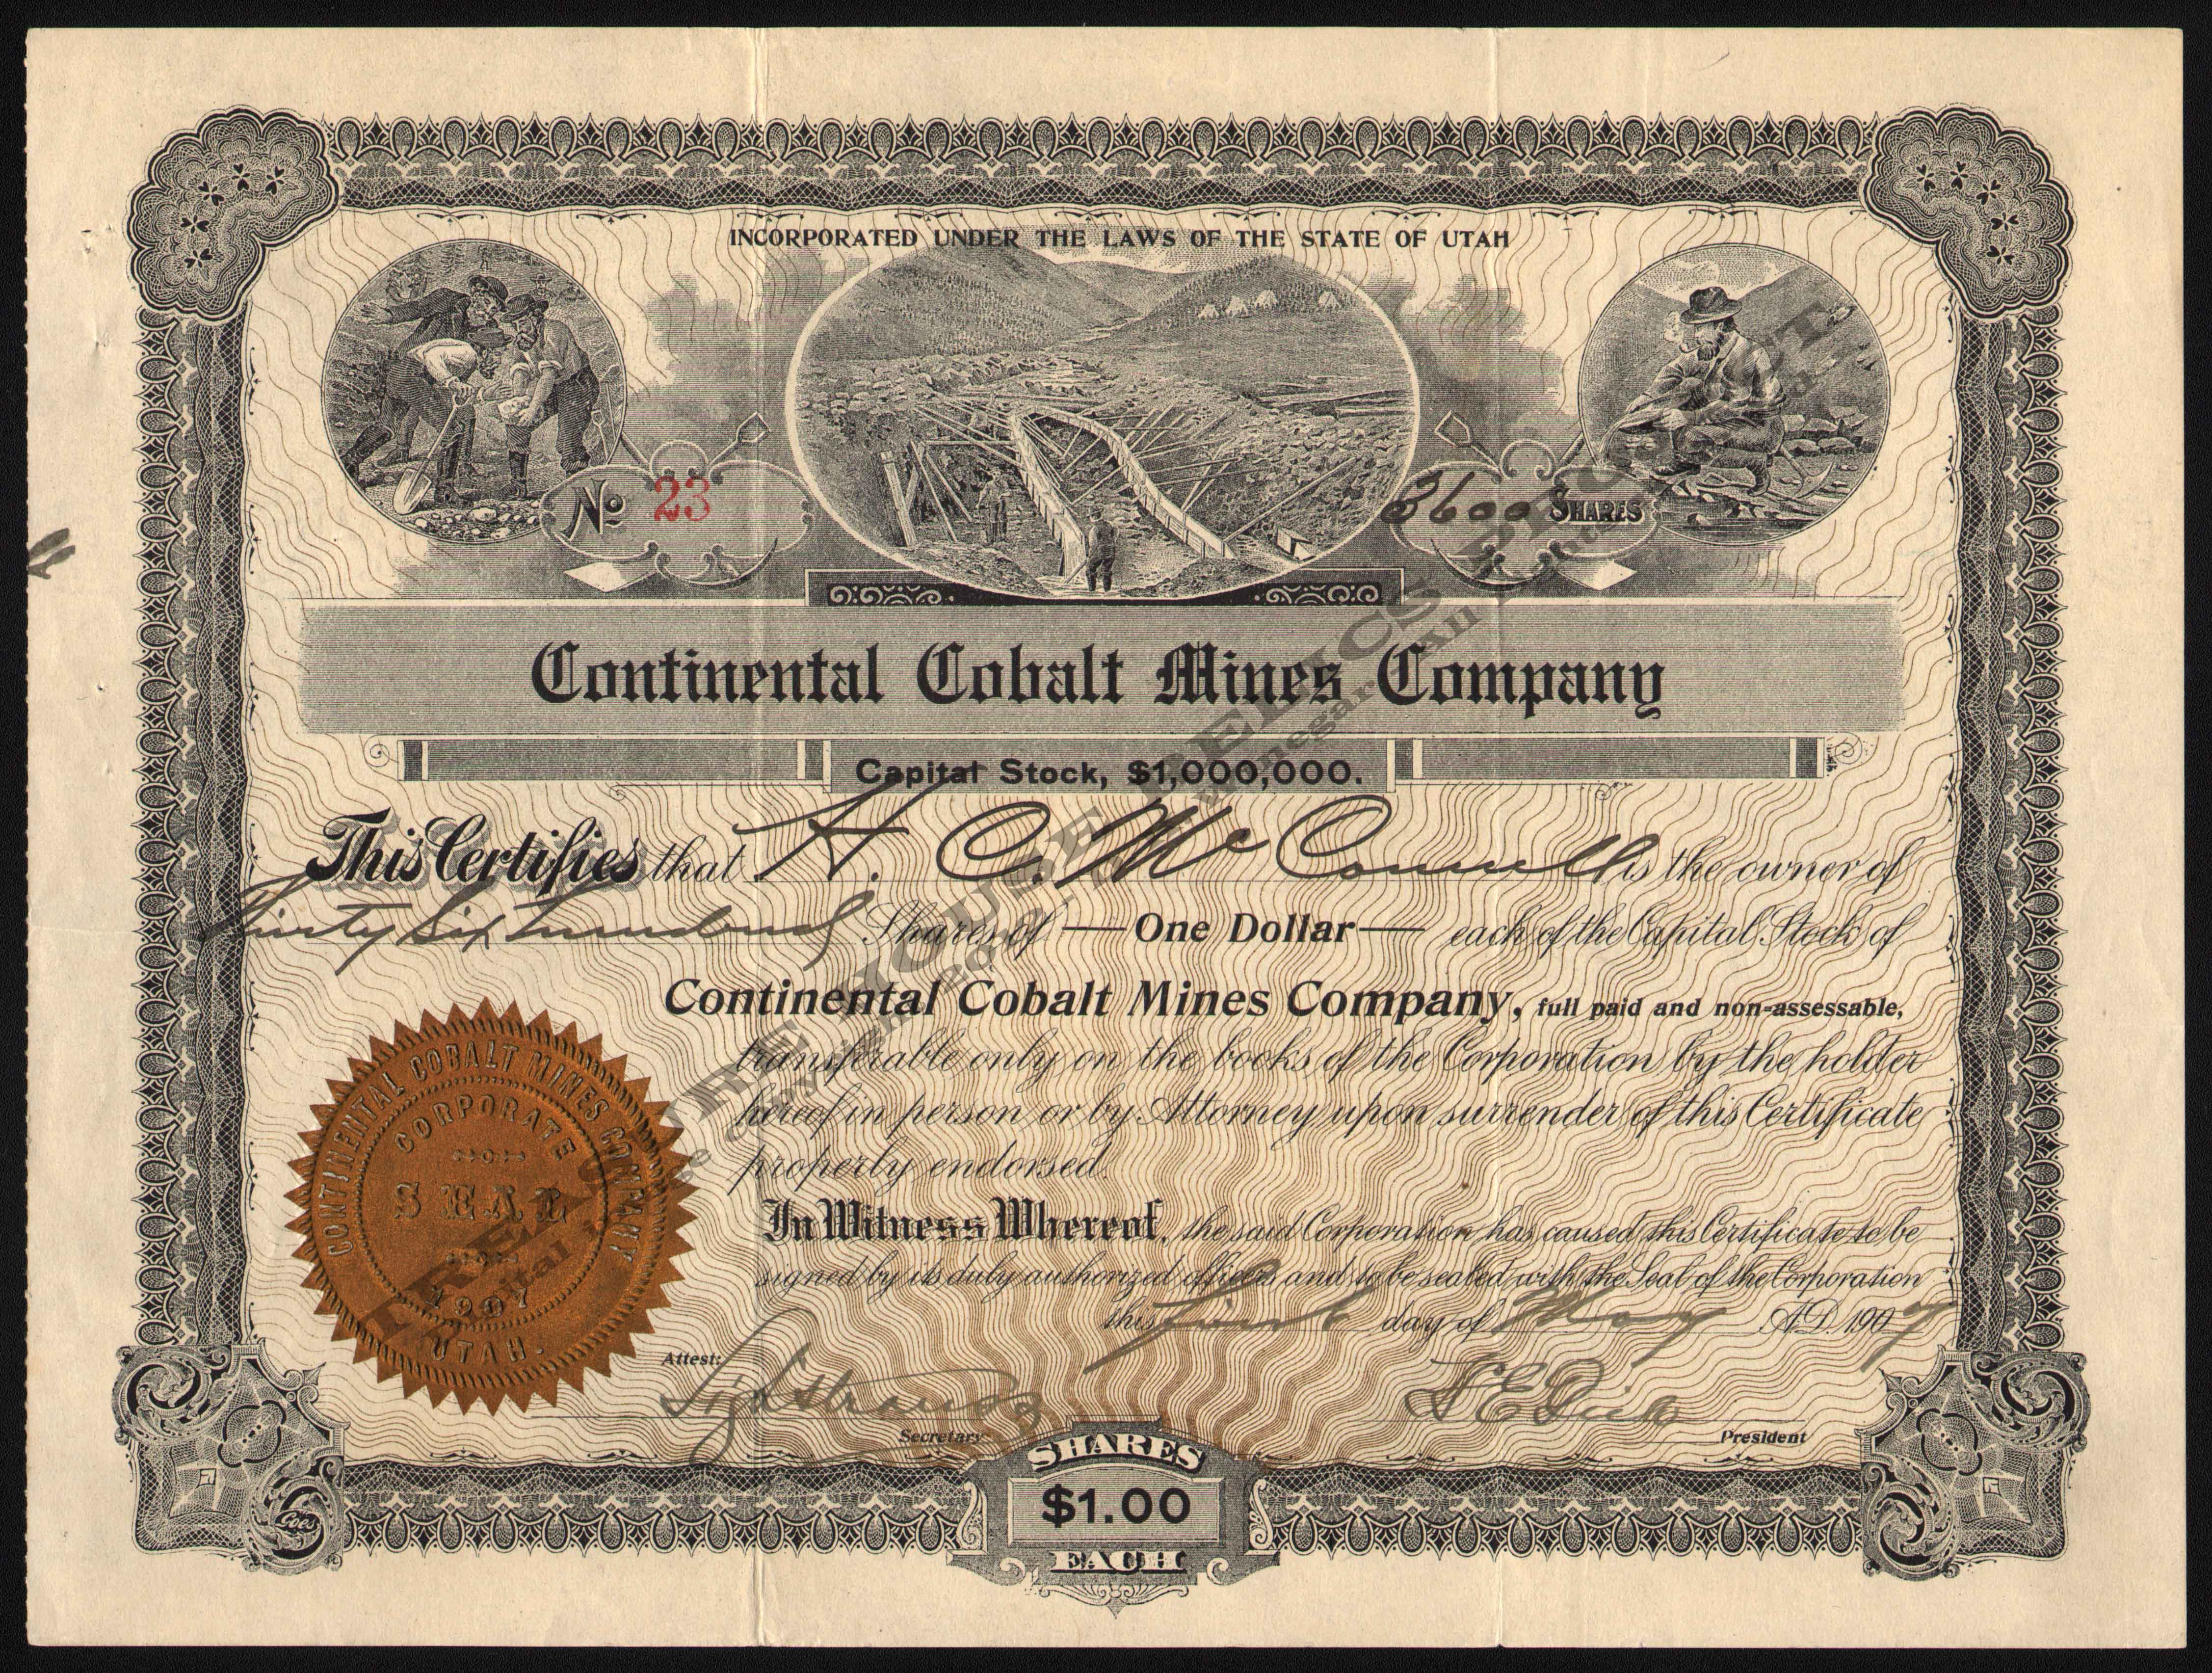 INCORPORATED UNDER THE LAWS OF THE STATE OF UTAH
No 23
3600 SHARES
Continental Cobalt Mines Company
Capital Stock, $1,000,000.
This Certifies that H. C. McConnell is the owner of
Thirty Six Hundred Shares of —One Dollar— each of the Capital Stock of
Continental Cobalt Mines Company, full paid and non-assessable,
transferable only on the books of the Corporation by the holder
hereof in person or by Attorney upon surrender of this Certificate
properly endorsed.
In Witness Whereof, the said Corporation has caused this Certificate to be
signed by its duly authorized officers and to be sealed with the Seal of the Corporation
this first day of May A.D. 1907
CONTINENTAL COBALT MINES COMPANY
CORPORATE
SEAL
1907
UTAH.
Attest:
Secretary
President
SHARES
$1.00
EACH
Goes